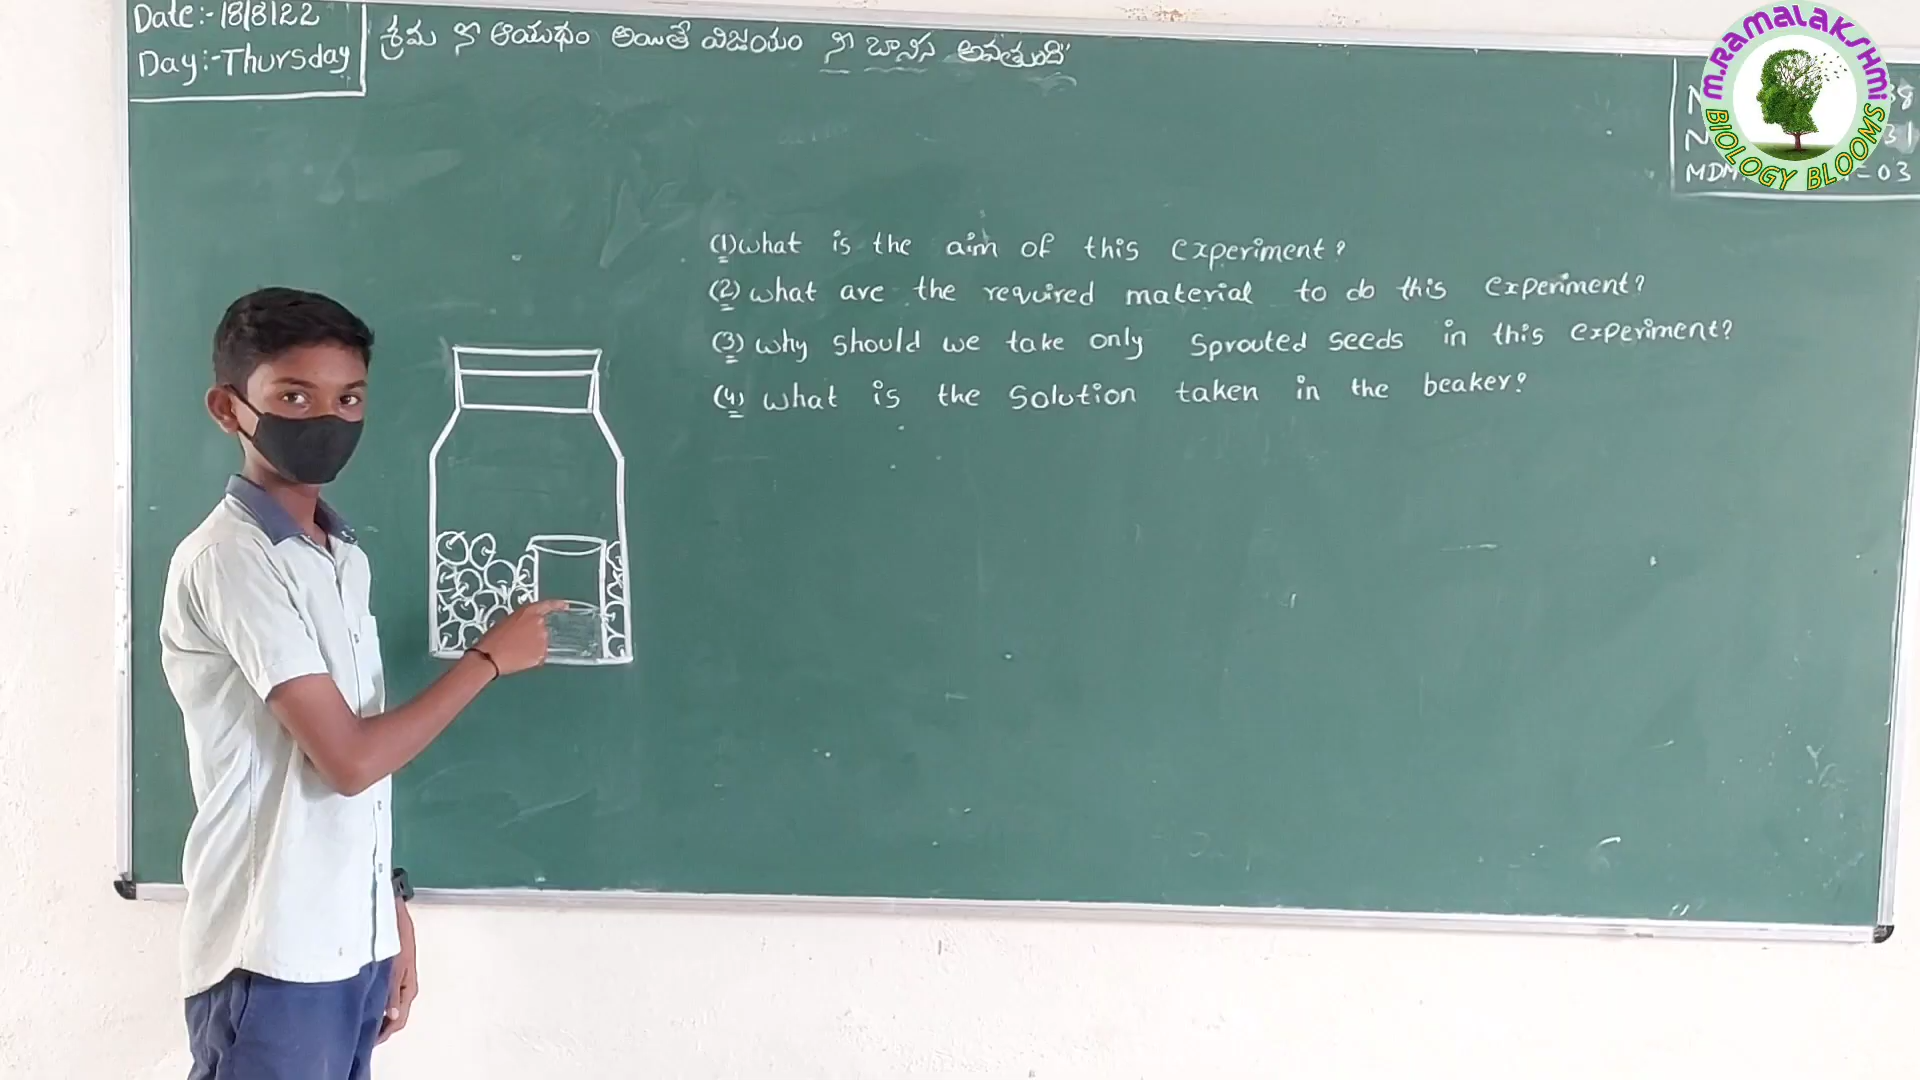 Date:- 18/8/22
Day:-Thursday
శ్రమ నీ ఆయుధం అయితే విజయం నీ బానిస అవుతుంది"
M.RAMALAKSHMI
BIOLOGY BLOOMS
(1) what is the aim of this experiment?
(2) what are the required material to do this experiment?
(3) why should we take only sprouted seeds in this experiment?
(4) what is the solution taken in the beaker?